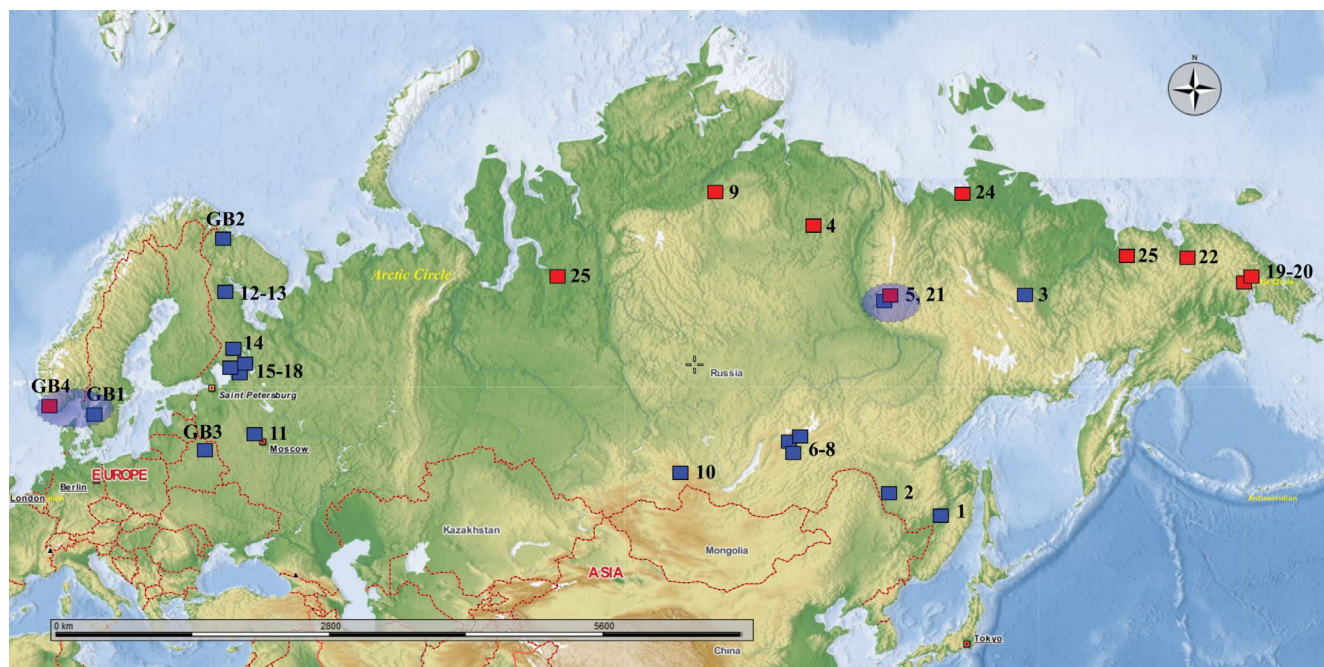 N
9
24
4
GB2
Arctic Circle
25
25
22
19-20
12-13
5, 21
3
14
15-18
Russia
GB4
GB1
Saint Petersburg
11
GB3
Moscow
6-8
EUROPE
Berlin
10
2
London
Antimeridian
1
Kazakhstan
Mongolia
ASIA
0 km
2800
5600
Tokyo
China